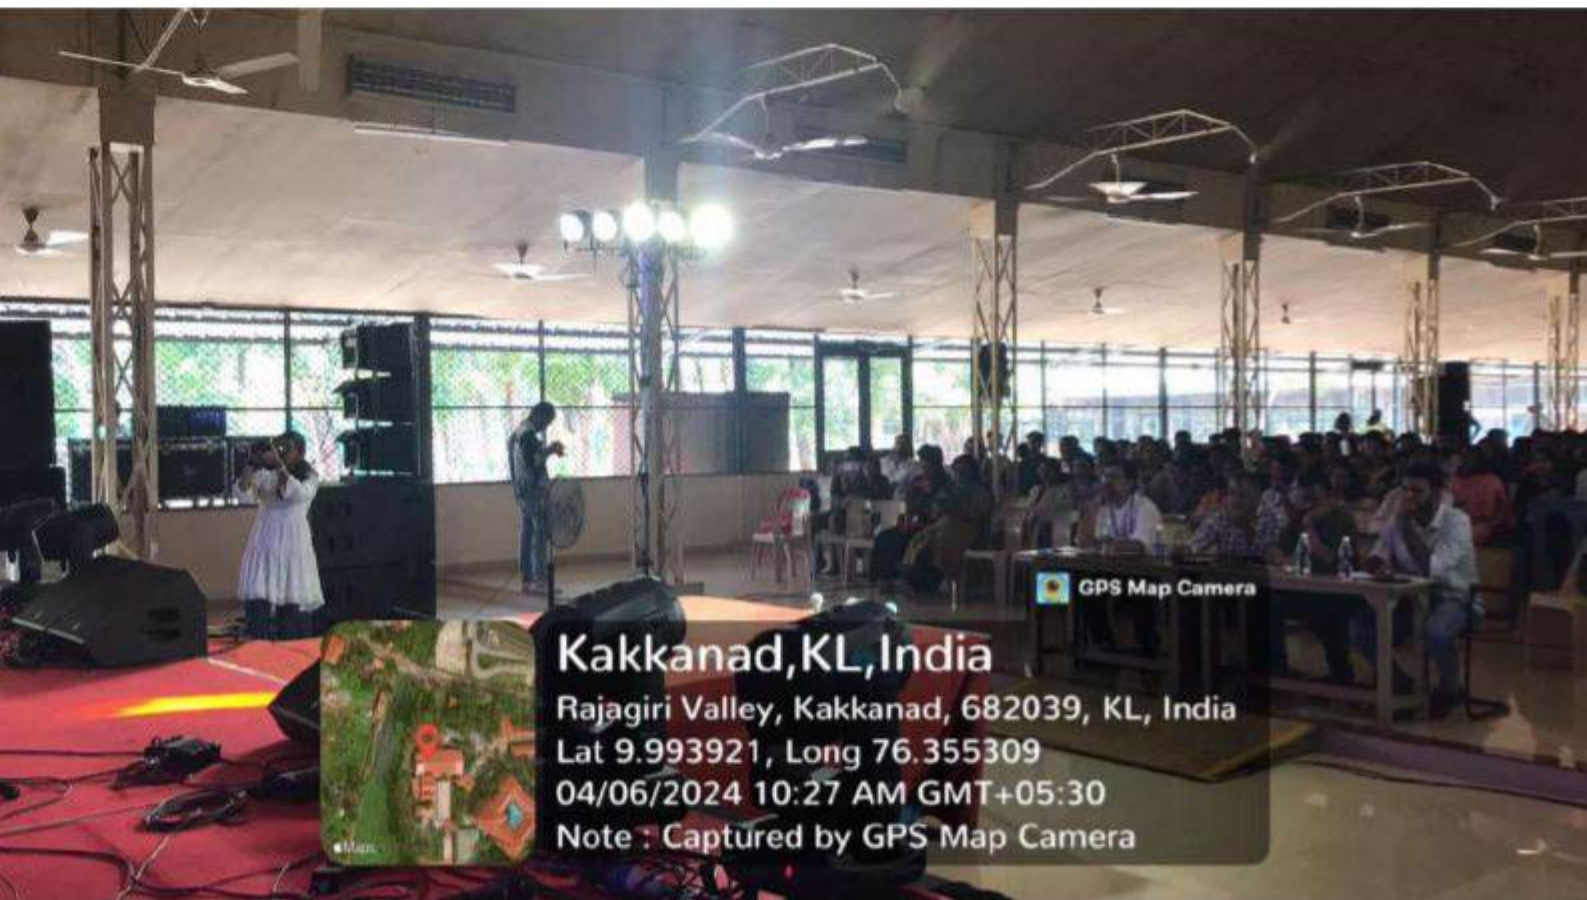 GPS Map Camera
Kakkanad,KL,India
Rajagiri Valley, Kakkanad, 682039, KL, India
Lat 9.993921, Long 76.355309
04/06/2024 10:27 AM GMT+05:30
Note : Captured by GPS Map Camera
Maps